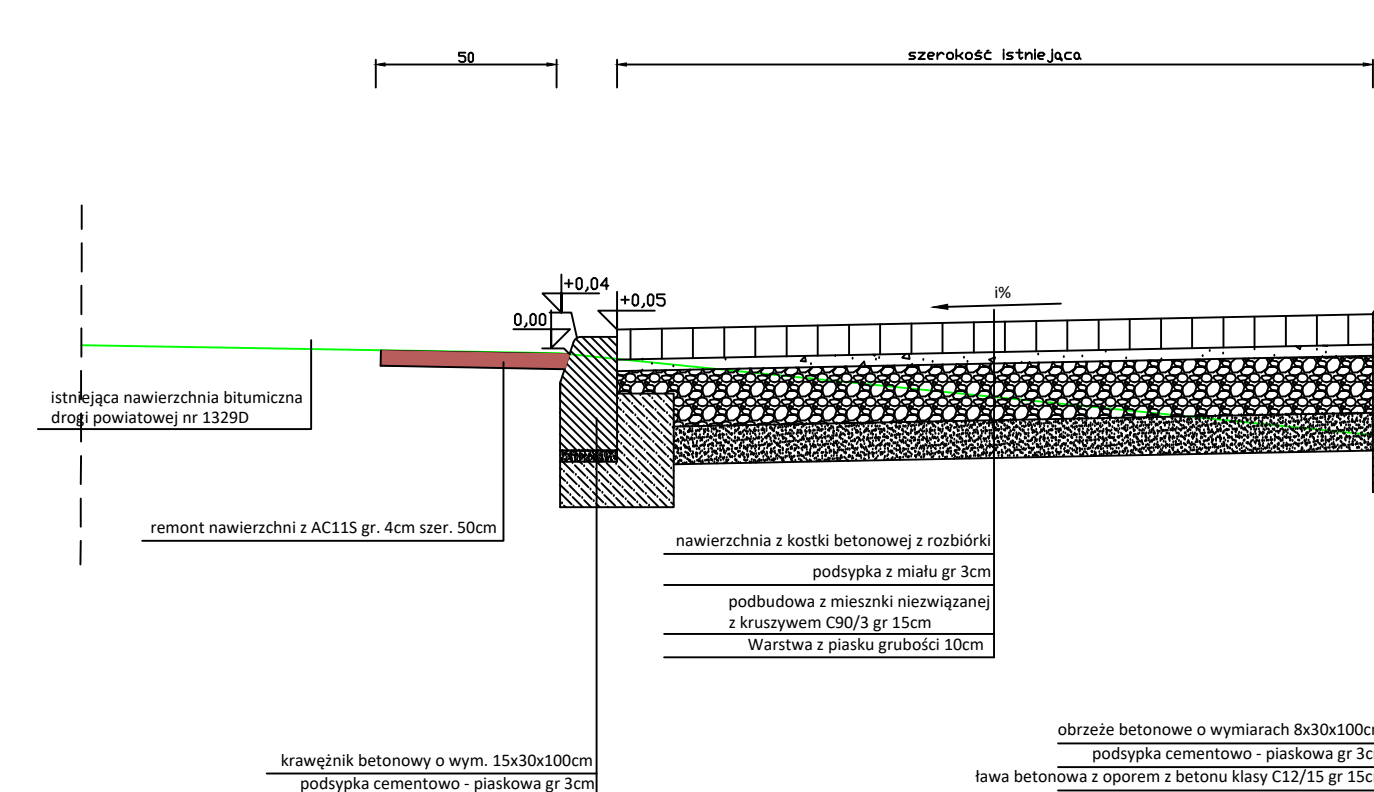 50
szerokość istniejąca
+0,04
+0,05
0,00
i%
istniejąca nawierzchnia bitumiczna
drogi powiatowej nr 1329D
remont nawierzchni z AC11S gr. 4cm szer. 50cm
nawierzchnia z kostki betonowej z rozbiórki
podsypka z miału gr 3cm
podbudowa z miesznki niezwiązanej
z kruszywem C90/3 gr 15cm
Warstwa z piasku grubości 10cm
krawężnik betonowy o wym. 15x30x100cm
podsypka cementowo - piaskowa gr 3cm
obrzeże betonowe o wymiarach 8x30x100c
podsypka cementowo - piaskowa gr 3c
ława betonowa z oporem z betonu klasy C12/15 gr 15c